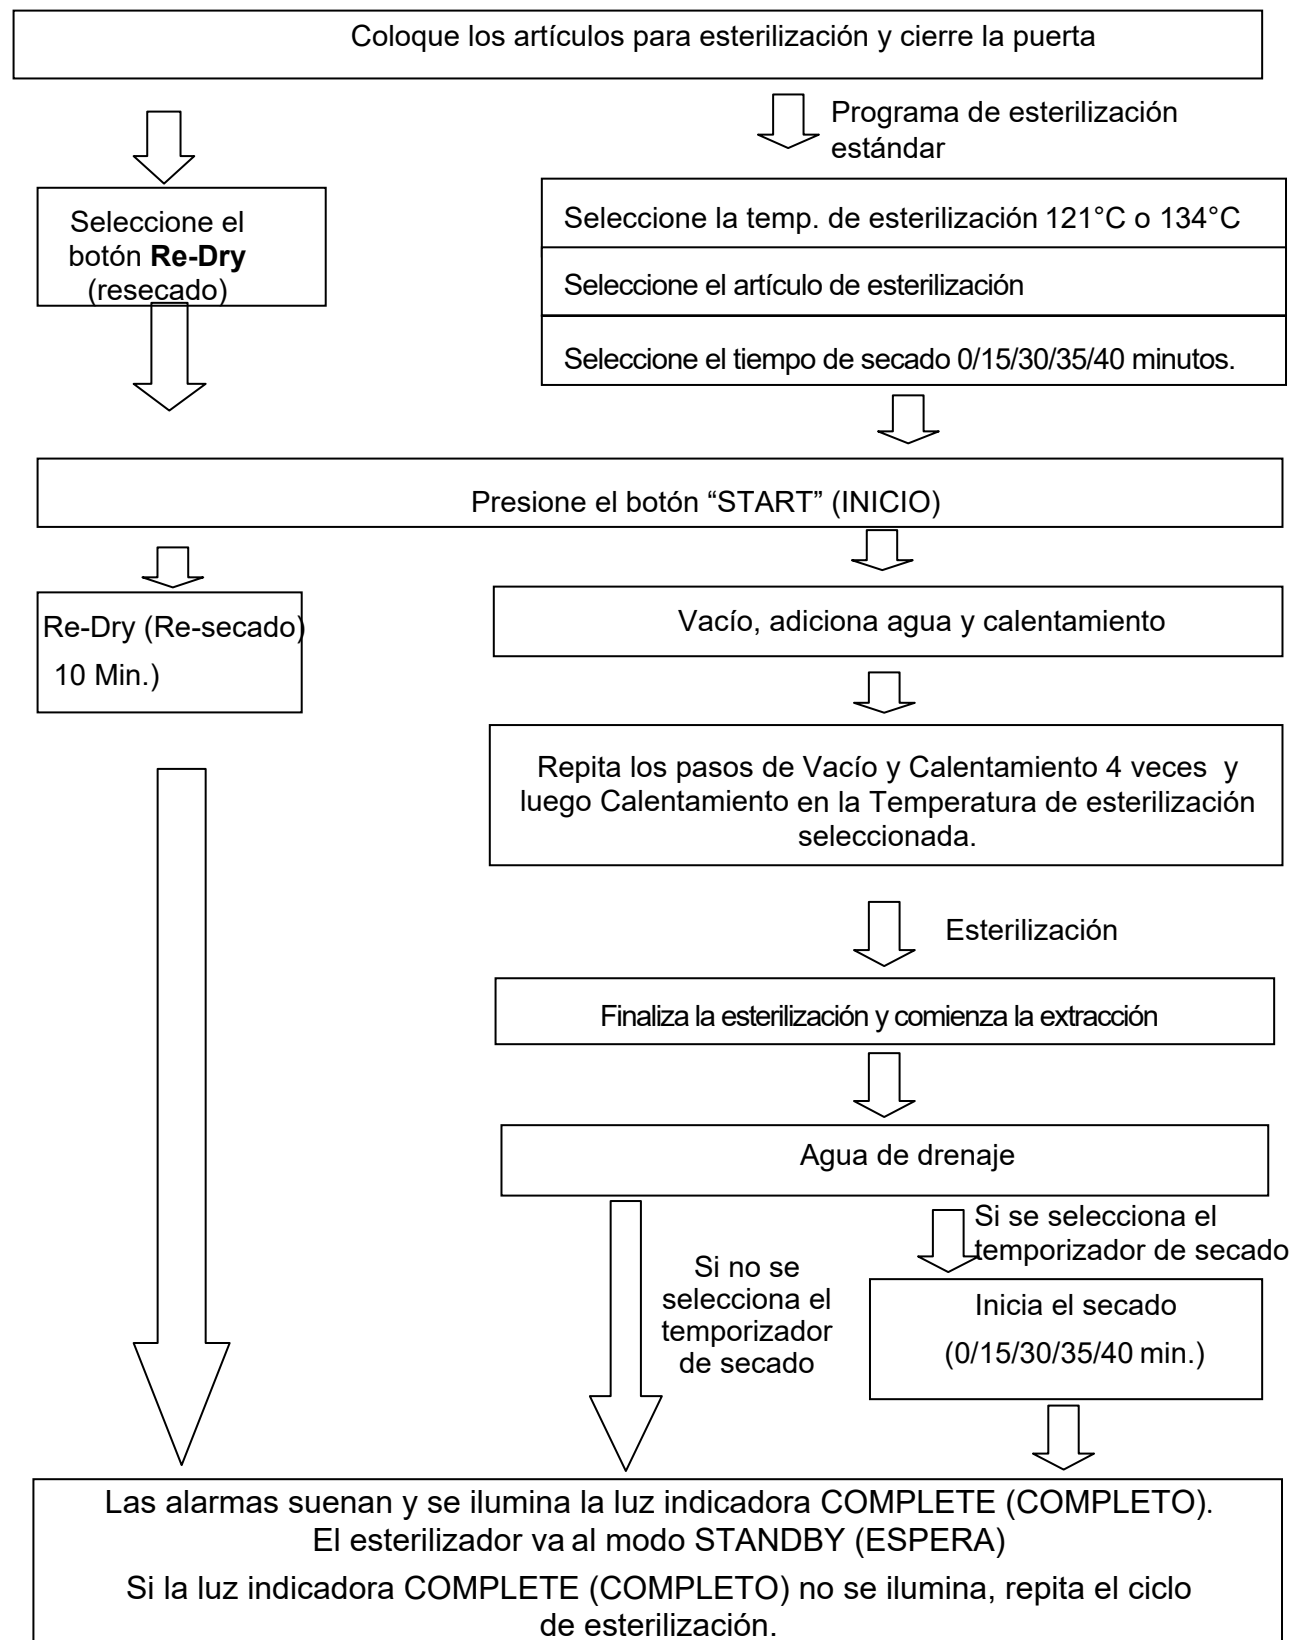 Coloque los artículos para esterilización y cierre la puerta
Programa de esterilización
estándar
Seleccione el
botón Re-Dry
(resecado)
Seleccione la temp. de esterilización 121°C o 134°C
Seleccione el artículo de esterilización
Seleccione el tiempo de secado 0/15/30/35/40 minutos.
Presione el botón “START” (INICIO)
Re-Dry (Re-secado)
10 Min.)
Vacío, adiciona agua y calentamiento
Repita los pasos de Vacío y Calentamiento 4 veces y
luego Calentamiento en la Temperatura de esterilización
seleccionada.
Esterilización
Finaliza la esterilización y comienza la extracción
Agua de drenaje
Si no se
selecciona el
temporizador
de secado
Si se selecciona el
temporizador de secado
Inicia el secado
(0/15/30/35/40 min.)
Las alarmas suenan y se ilumina la luz indicadora COMPLETE (COMPLETO).
El esterilizador va al modo STANDBY (ESPERA)
Si la luz indicadora COMPLETE (COMPLETO) no se ilumina, repita el ciclo
de esterilización.